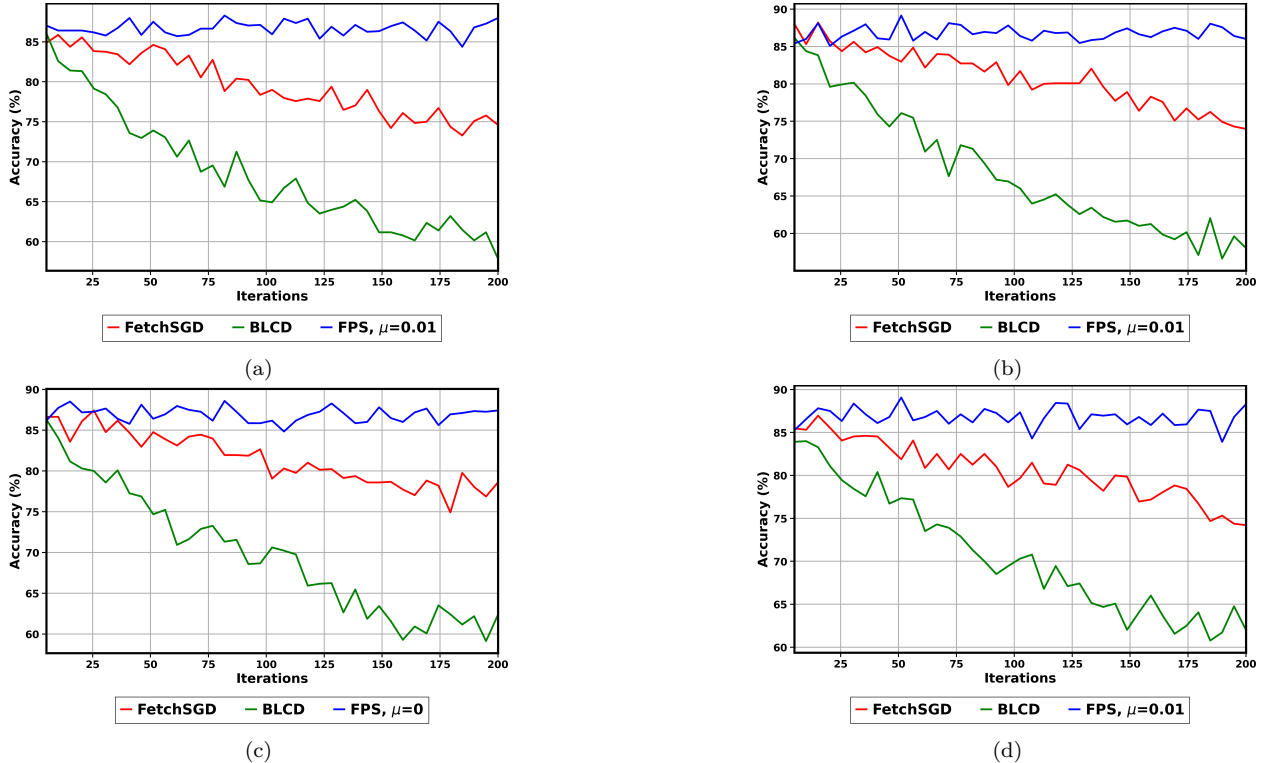 85
80
75
70
65
60
Accuracy (%)
25 50 75 100 125 150 175 200
Iterations
FetchSGD BLCD FPS, μ=0.01
(a)
90
85
80
75
70
65
60
Accuracy (%)
25 50 75 100 125 150 175 200
Iterations
FetchSGD BLCD FPS, μ=0.01
(b)
90
85
80
75
70
65
60
Accuracy (%)
25 50 75 100 125 150 175 200
Iterations
FetchSGD BLCD FPS, μ=0
(c)
90
85
80
75
70
65
60
Accuracy (%)
25 50 75 100 125 150 175 200
Iterations
FetchSGD BLCD FPS, μ=0.01
(d)